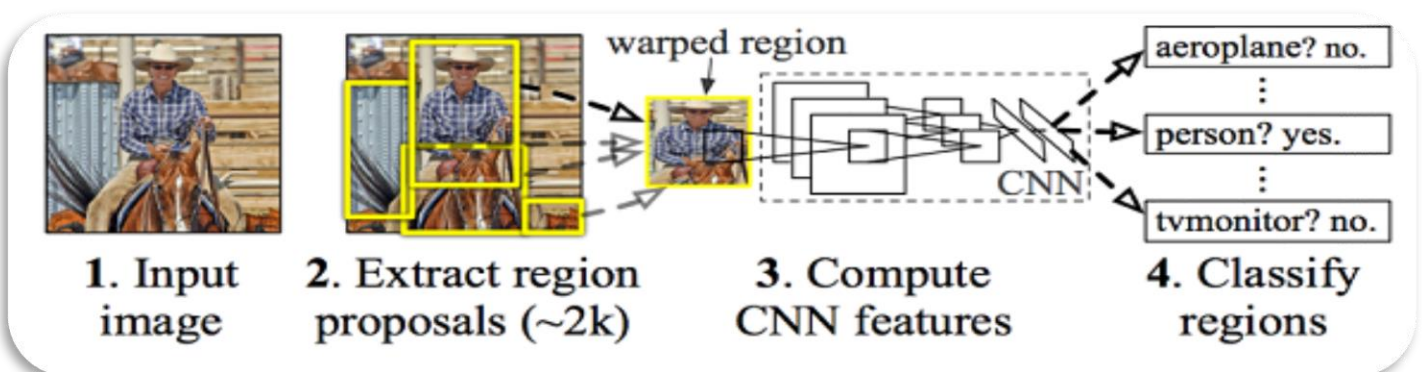 warped region
aeroplane? no.
person? yes.
CNN
tvmonitor? no.
1. Input
image
2. Extract region
proposals (~2k)
3. Compute
CNN features
4. Classify
regions